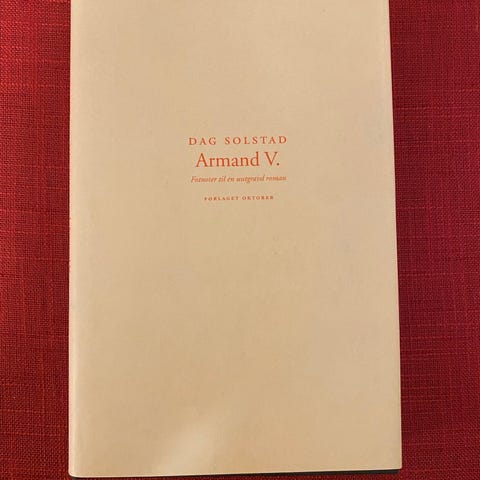 DAG SOLSTAD
Armand V.
Fotnoter til en uutgravd roman
FORLAGET OKTOBER